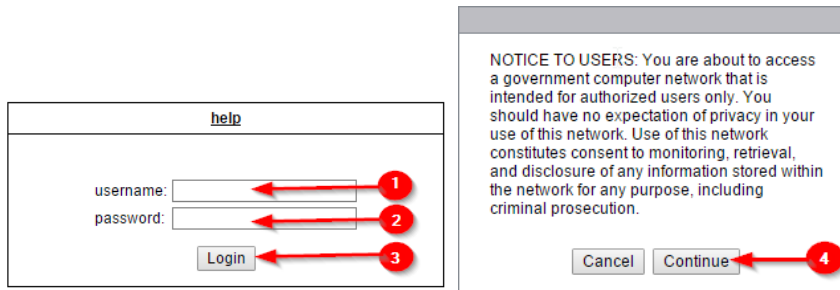 help
username:
1
password:
2
Login
3
NOTICE TO USERS: You are about to access
a government computer network that is
intended for authorized users only. You
should have no expectation of privacy in your
use of this network. Use of this network
constitutes consent to monitoring, retrieval,
and disclosure of any information stored within
the network for any purpose, including
criminal prosecution.
Cancel Continue 4